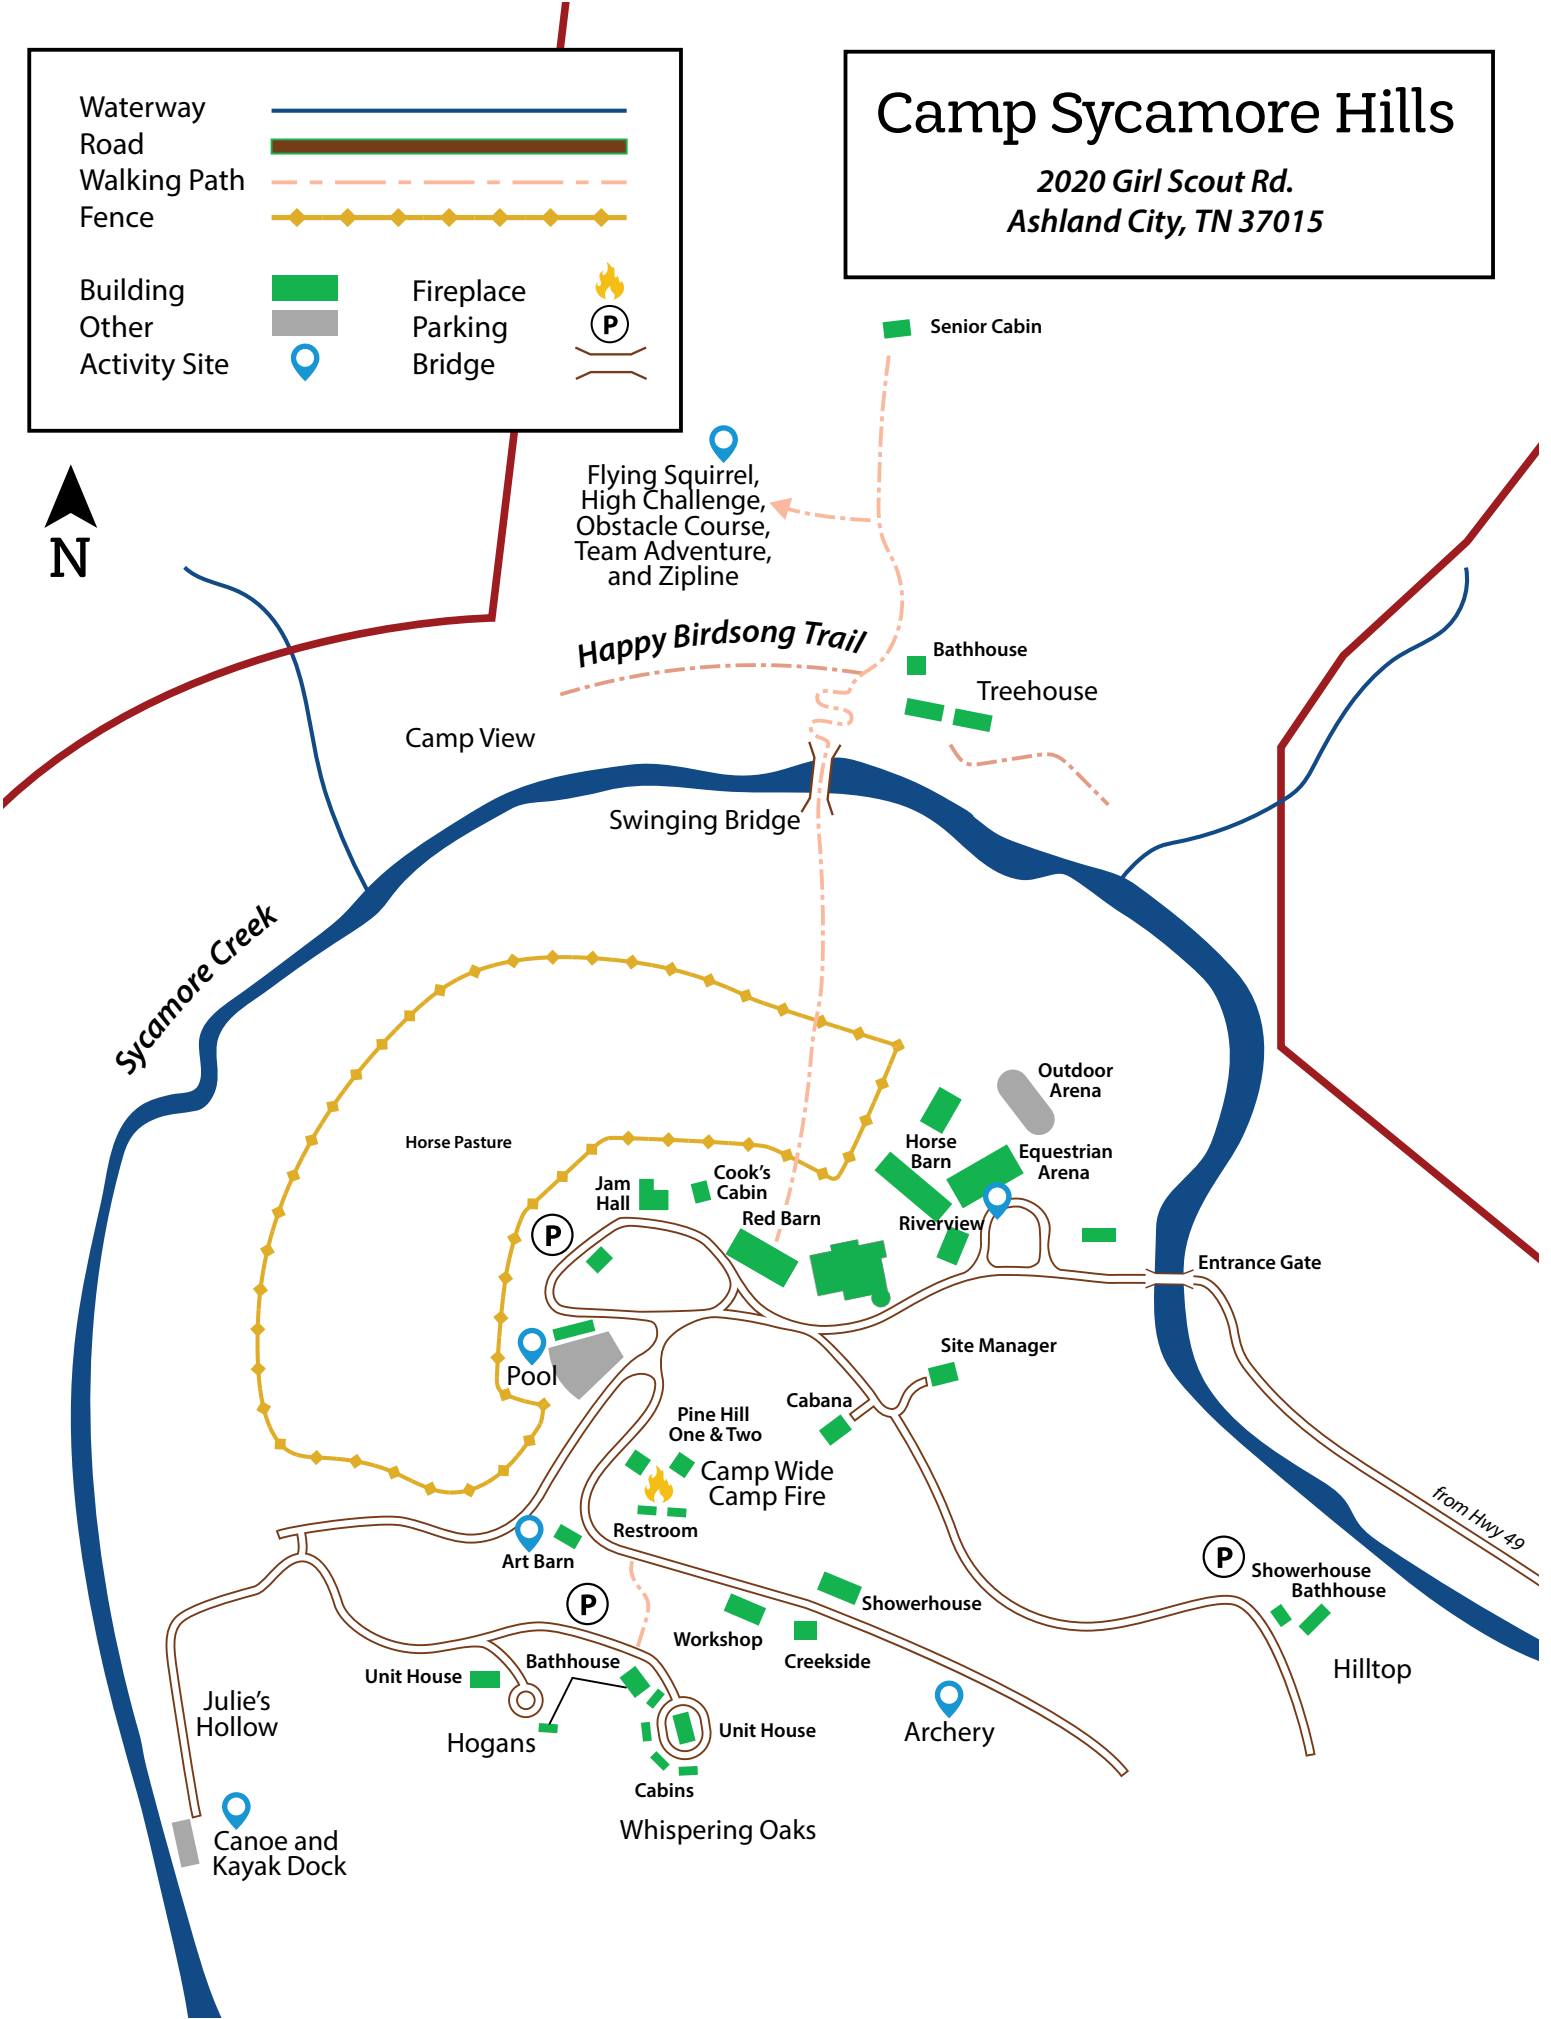 Camp Sycamore Hills
2020 Girl Scout Rd.
Ashland City, TN 37015
Waterway
Road
Walking Path
Fence
Building
Other
Activity Site
Fireplace
Parking
P
Bridge
N
Senior Cabin
Flying Squirrel,
High Challenge,
Obstacle Course,
Team Adventure,
and Zipline
Happy Birdsong Trail
Bathhouse
Treehouse
Camp View
Swinging Bridge
Sycamore Creek
Outdoor
Arena
Horse Pasture
Horse
Barn
Equestrian
Arena
Jam
Hall
Cook's
Cabin
Red Barn
Riverview
P
Entrance Gate
Site Manager
Pool
Cabana
Pine Hill
One & Two
Camp Wide
Camp Fire
Restroom
from Hwy 49
Art Barn
P
Showerhouse
Bathhouse
P
Showerhouse
Workshop
Creekside
Hilltop
Unit House
Bathhouse
Julie's
Hollow
Hogans
Unit House
Archery
Cabins
Whispering Oaks
Canoe and
Kayak Dock